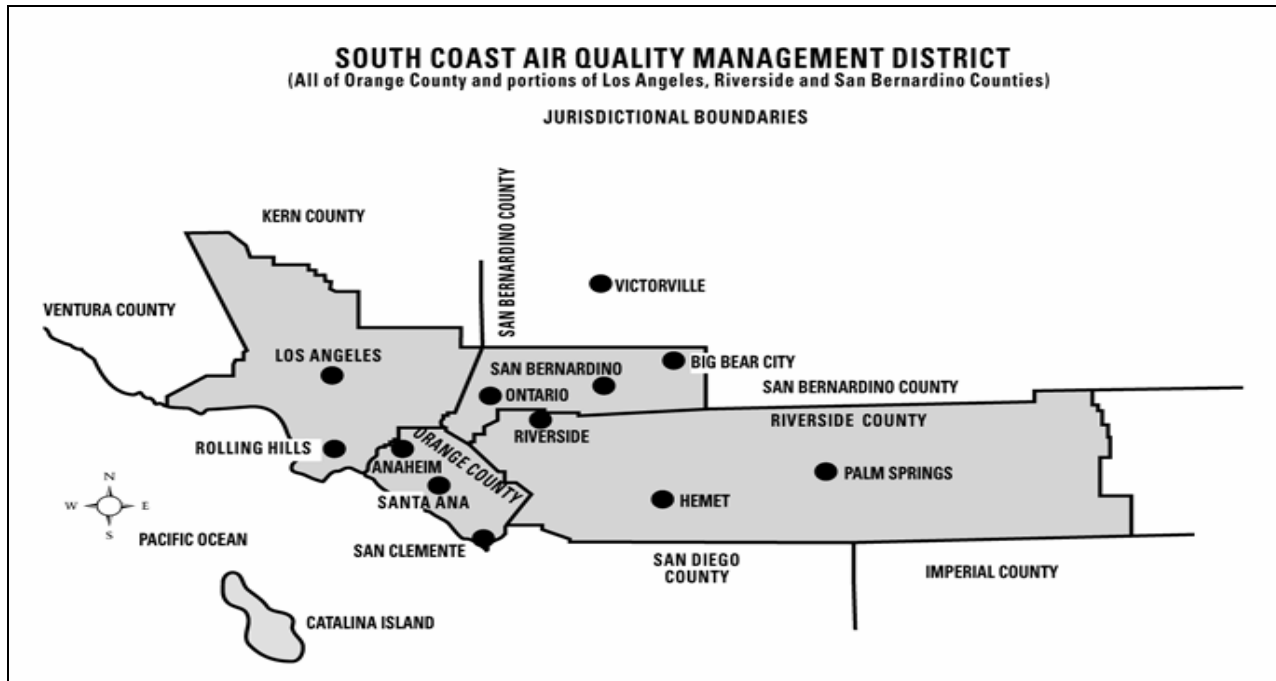 SOUTH COAST AIR QUALITY MANAGEMENT DISTRICT
(All of Orange County and portions of Los Angeles, Riverside and San Bernardino Counties)
JURISDICTIONAL BOUNDARIES
SAN BERNARDINO COUNTY
KERN COUNTY
VICTORVILLE
VENTURA COUNTY
LOS ANGELES
SAN BERNARDINO
BIG BEAR CITY
SAN BERNARDINO COUNTY
ONTARIO
RIVERSIDE COUNTY
RIVERSIDE
ROLLING HILLS
ORANGE COUNTY
ANAHEIM
PALM SPRINGS
N
W
E
S
SANTA ANA
HEMET
PACIFIC OCEAN
SAN CLEMENTE
SAN DIEGO
COUNTY
IMPERIAL COUNTY
CATALINA ISLAND